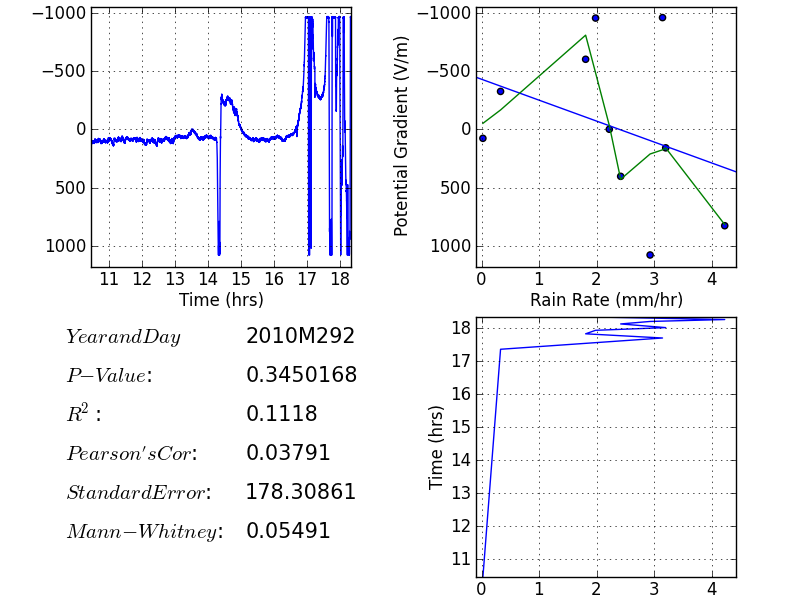 −1000
−500
0
500
1000
11 12 13 14 15 16 17 18
Time (hrs)
−1000
−500
0
500
1000
Potential Gradient (V/m)
0 1 2 3 4
Rain Rate (mm/hr)
YearandDay 2010M292
P−Value: 0.3450168
R² : 0.1118
Pearson'sCor: 0.03791
StandardError: 178.30861
Mann−Whitney: 0.05491
18
17
16
15
14
13
12
11
Time (hrs)
0 1 2 3 4